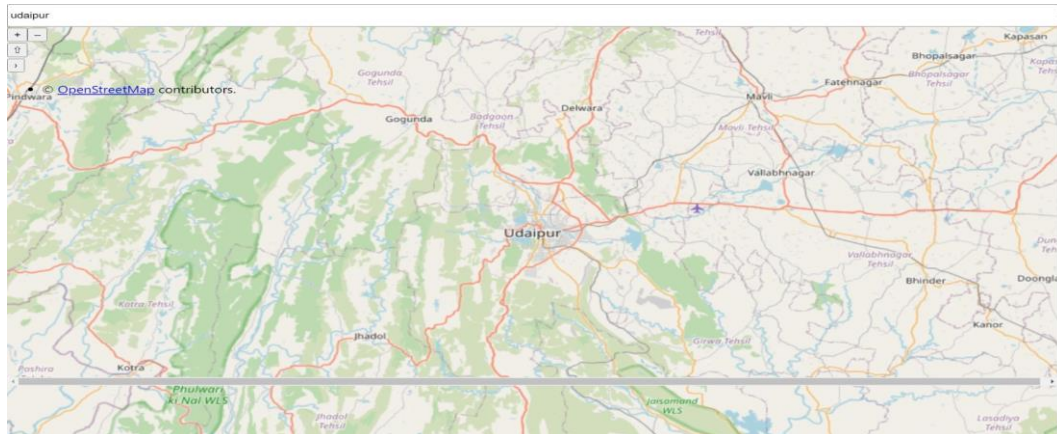 udaipur
+ –
⇧
›
© OpenStreetMap contributors.
Pindwara
Tehsil
Kapasan
Bhopalsagar
Bhopalsagar
Tehsil
Fatehnagar
Gogunda
Tehsil
Mavli
Delwara
Gogunda
Badgaon
Tehsil
Mavli Tehsil
Vallabhnagar
Udaipur
Vallabhnagar
Tehsil
Bhinder
Doongla
Kotra Tehsil
Kanor
Jhadol
Girwa Tehsil
Kotra
Phulwari
ki Nal WLS
Jaisamand
WLS
Jhadol
Tehsil
Lasadiya
Tehsil